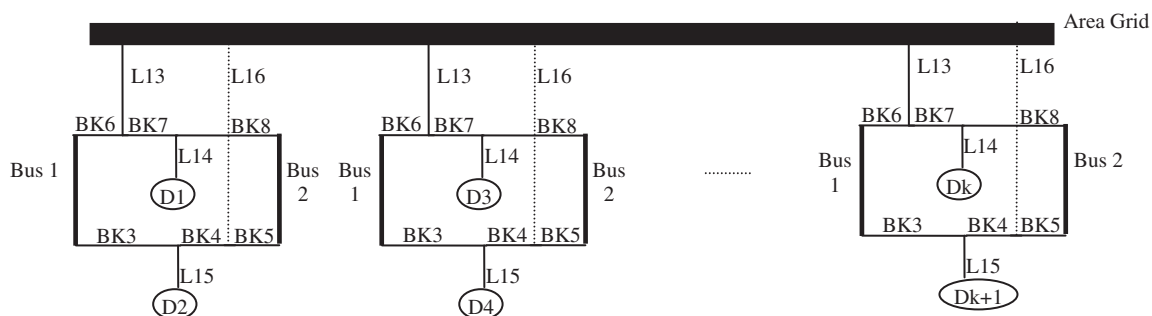 Area Grid
L13 L16 L13 L16 L13 L16
BK6 BK7 BK8 BK6 BK7 BK8 BK6 BK7 BK8
Bus 1 L14 Bus 2 Bus 1 L14 Bus 2 ............ Bus 1 L14 Bus 2
D1 D3 Dk
BK3 BK4 BK5 BK3 BK4 BK5 BK3 BK4 BK5
L15 L15 L15
D2 D4 Dk+1